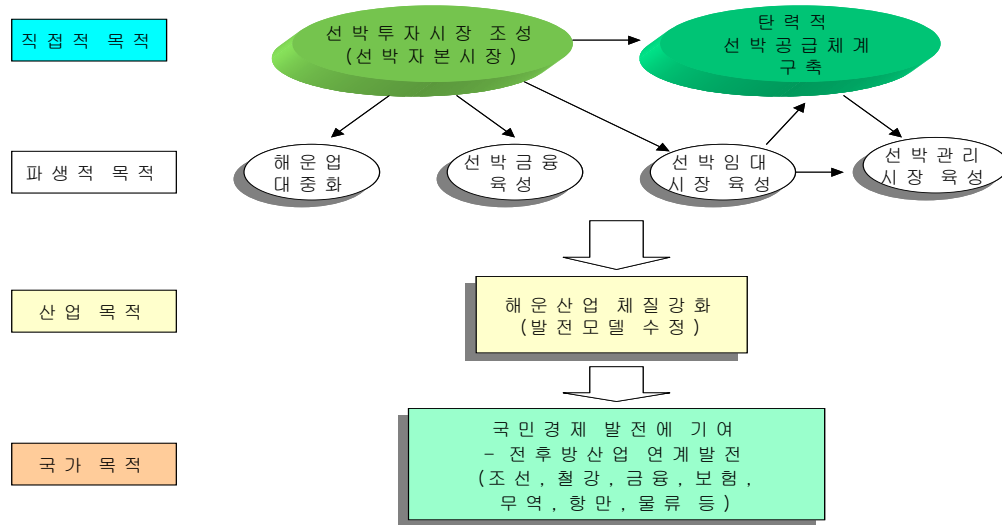 직접적 목적
선박투자시장 조성
(선박자본시장)
탄력적
선박공급체계
구축
파생적 목적
해운업
대중화
선박금융
육성
선박임대
시장 육성
선박관리
시장 육성
산업 목적
해운산업 체질강화
(발전모델 수정)
국가 목적
국민경제 발전에 기여
- 전후방산업 연계발전
(조선, 철강, 금융, 보험,
무역, 항만, 물류 등)